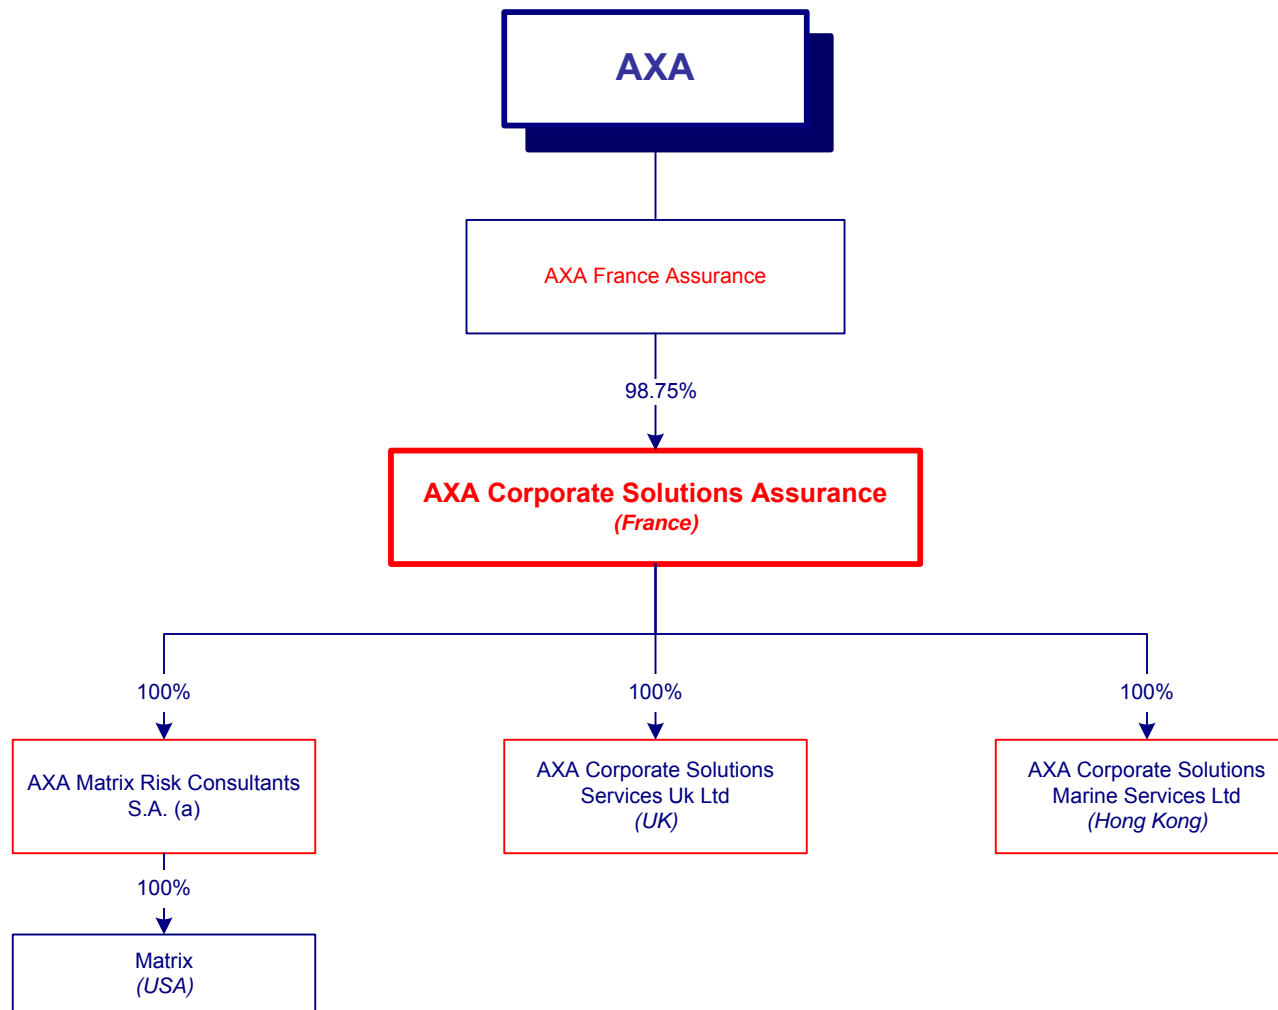 AXA
AXA France Assurance
98.75%
AXA Corporate Solutions Assurance
(France)
100%
100%
100%
AXA Matrix Risk Consultants
S.A. (a)
AXA Corporate Solutions
Services Uk Ltd
(UK)
AXA Corporate Solutions
Marine Services Ltd
(Hong Kong)
100%
Matrix
(USA)